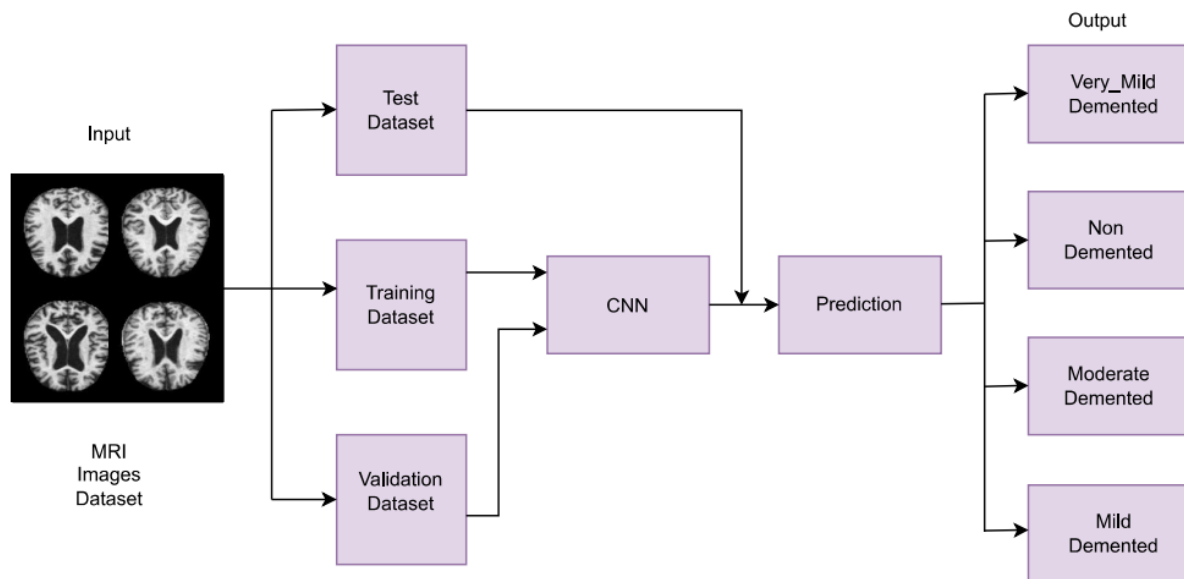 Input
MRI
Images
Dataset
Test
Dataset
Training
Dataset
Validation
Dataset
CNN
Prediction
Output
Very_Mild
Demented
Non
Demented
Moderate
Demented
Mild
Demented